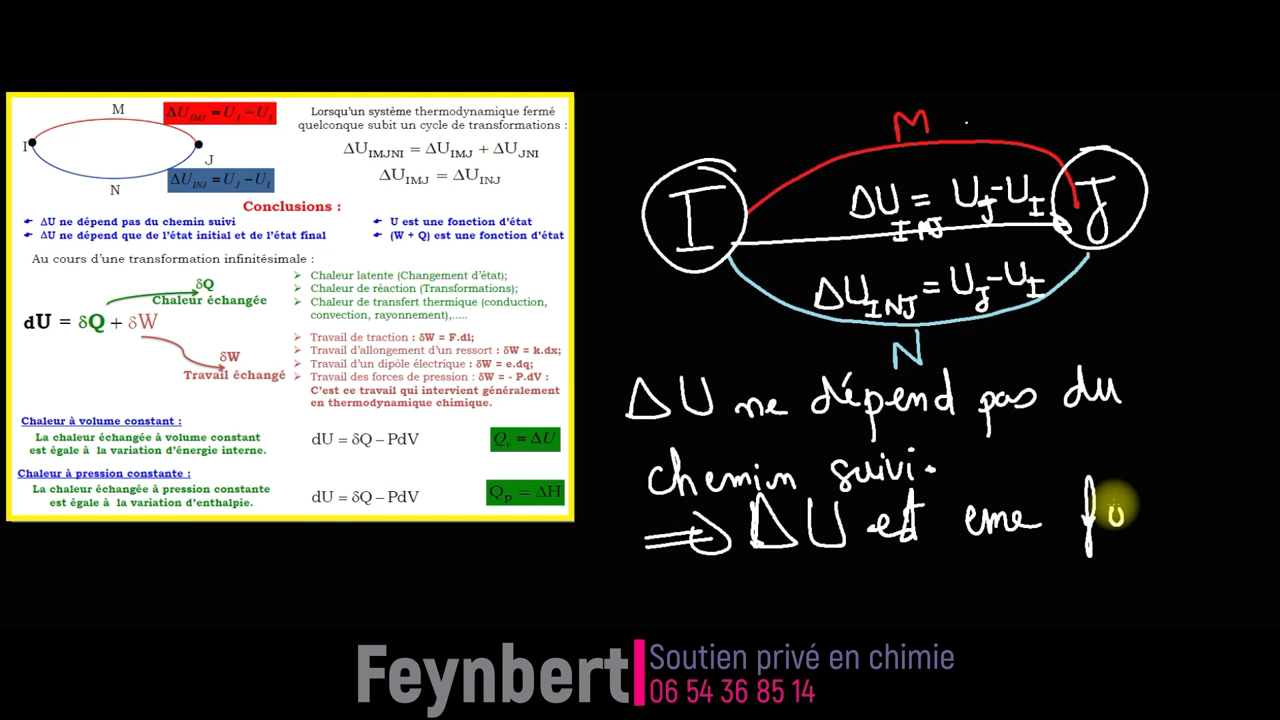 M
ΔU_IMJ = U_J − U_I
I
J
N
ΔU_INJ = U_J − U_I
Lorsqu'un système thermodynamique fermé
quelconque subit un cycle de transformations :
ΔU_IMJNI = ΔU_IMJ + ΔU_JNI
ΔU_IMJ = ΔU_INJ
Conclusions :
ΔU ne dépend pas du chemin suivi
ΔU ne dépend que de l'état initial et de l'état final
U est une fonction d'état
(W + Q) est une fonction d'état
Au cours d'une transformation infinitésimale :
δQ
Chaleur échangée
dU = δQ + δW
δW
Travail échangé
Chaleur latente (Changement d'état);
Chaleur de réaction (Transformations);
Chaleur de transfert thermique (conduction,
convection, rayonnement),.....
Travail de traction : δW = F.dl;
Travail d'allongement d'un ressort : δW = k.dx;
Travail d'un dipôle électrique : δW = e.dq;
Travail des forces de pression : δW = - P.dV :
C'est ce travail qui intervient généralement
en thermodynamique chimique.
Chaleur à volume constant :
La chaleur échangée à volume constant
est égale à la variation d'énergie interne.
dU = δQ – PdV
Q_v = ΔU
Chaleur à pression constante :
La chaleur échangée à pression constante
est égale à la variation d'enthalpie.
dU = δQ – PdV
Q_P = ΔH
M
I
J
ΔU = U_J - U_I
ΔU_INJ = U_J - U_I
N
ΔU ne dépend pas du
chemin suivi.
⇒ ΔU est une fo
Feynbert
Soutien privé en chimie
06 54 36 85 14